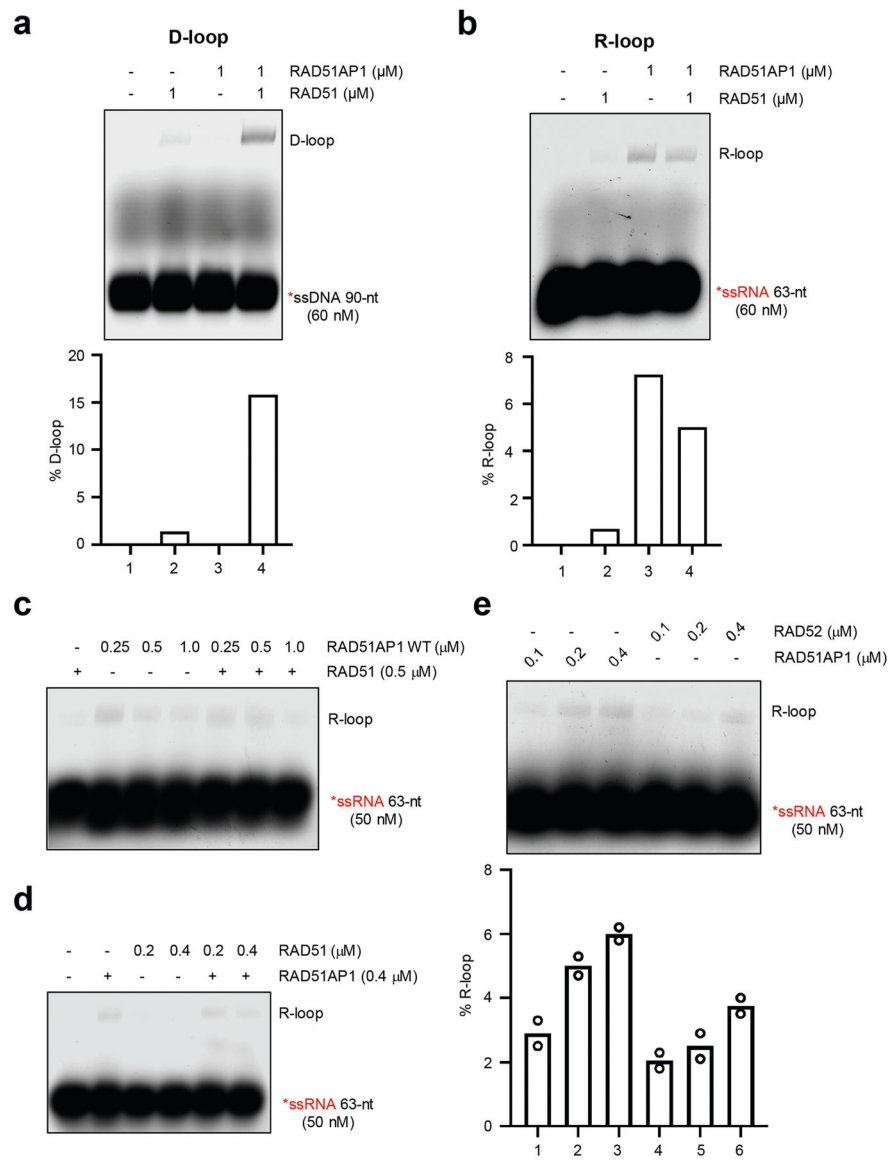 a
D-loop
- - 1 1 RAD51AP1 (µM)
- 1 - 1 RAD51 (µM)
D-loop
*ssDNA 90-nt
(60 nM)
20
15
10
5
0
% D-loop
1 2 3 4
b
R-loop
- - 1 1 RAD51AP1 (µM)
- 1 - 1 RAD51 (µM)
R-loop
*ssRNA 63-nt
(60 nM)
8
6
4
2
0
% R-loop
1 2 3 4
c
- 0.25 0.5 1.0 0.25 0.5 1.0 RAD51AP1 WT (µM)
+ - - - + + + RAD51 (0.5 µM)
R-loop
*ssRNA 63-nt
(50 nM)
d
- - 0.2 0.4 0.2 0.4 RAD51 (µM)
- + - - + + RAD51AP1 (0.4 µM)
R-loop
*ssRNA 63-nt
(50 nM)
e
- - - 0.1 0.2 0.4 RAD52 (µM)
0.1 0.2 0.4 - - - RAD51AP1 (µM)
R-loop
*ssRNA 63-nt
(50 nM)
8
6
4
2
0
% R-loop
1 2 3 4 5 6